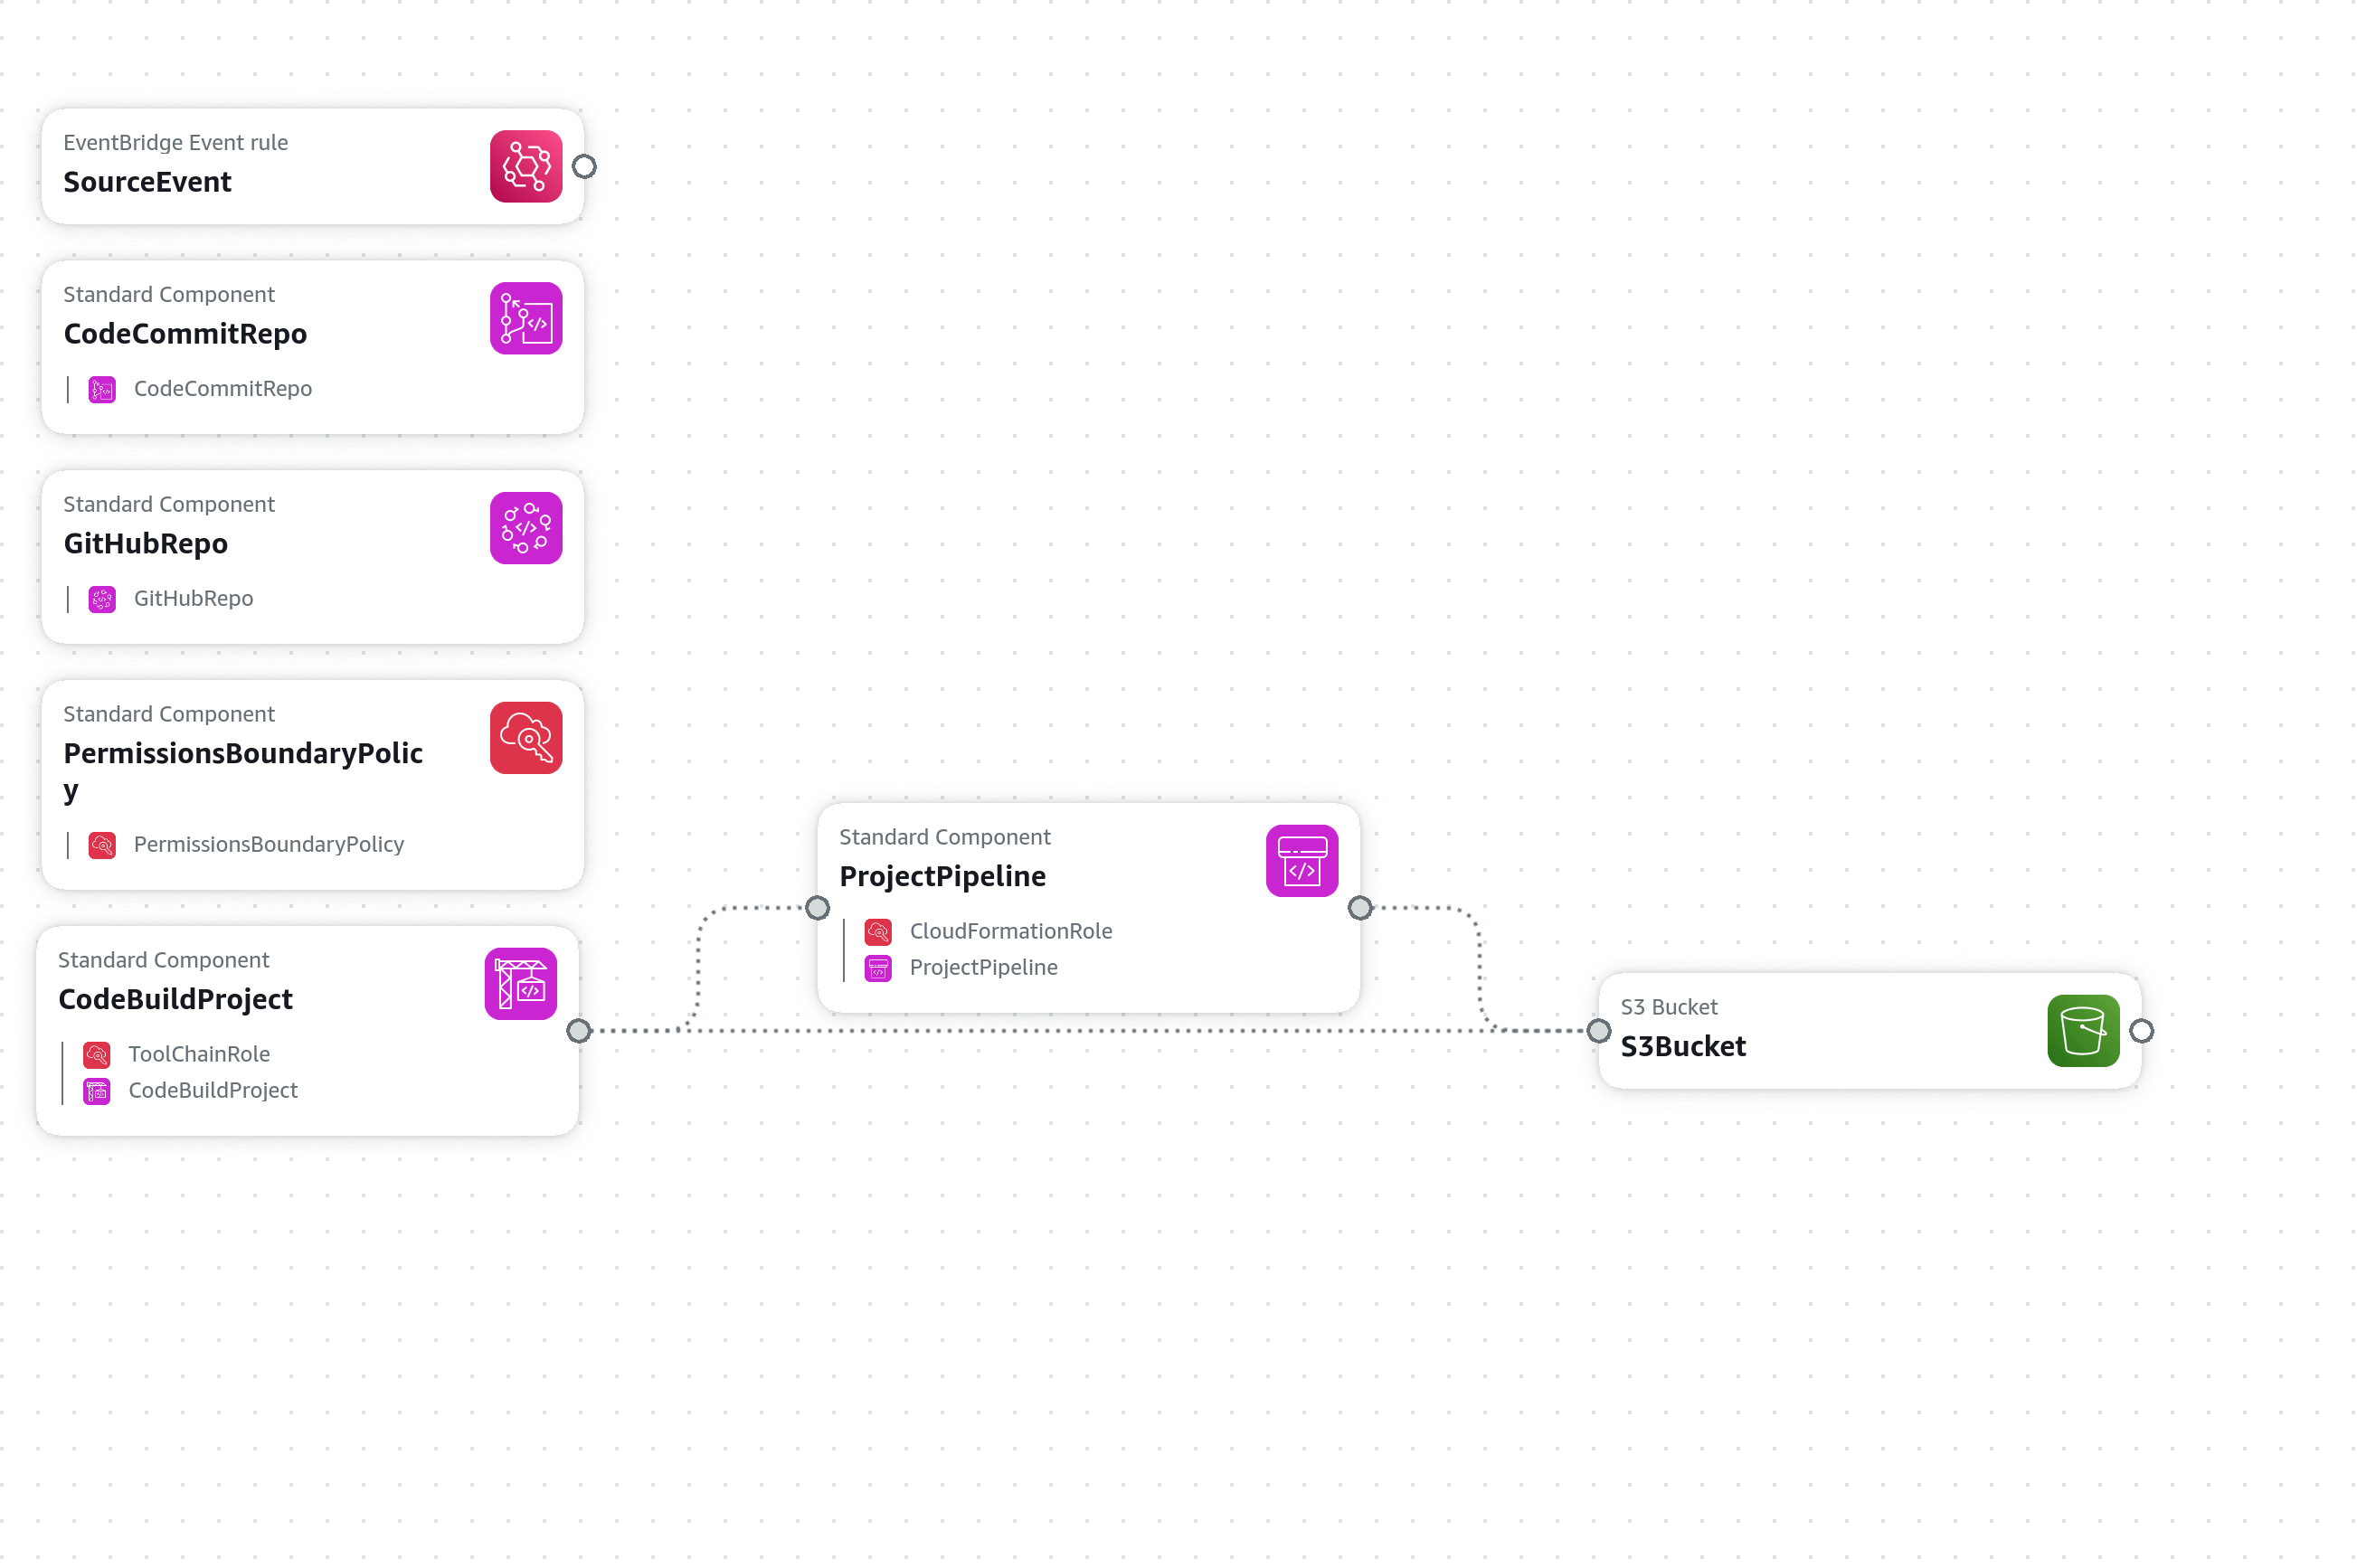 EventBridge Event rule
SourceEvent
Standard Component
CodeCommitRepo
CodeCommitRepo
Standard Component
GitHubRepo
GitHubRepo
Standard Component
PermissionsBoundaryPolic
y
PermissionsBoundaryPolicy
Standard Component
CodeBuildProject
ToolChainRole
CodeBuildProject
Standard Component
ProjectPipeline
CloudFormationRole
ProjectPipeline
S3 Bucket
S3Bucket